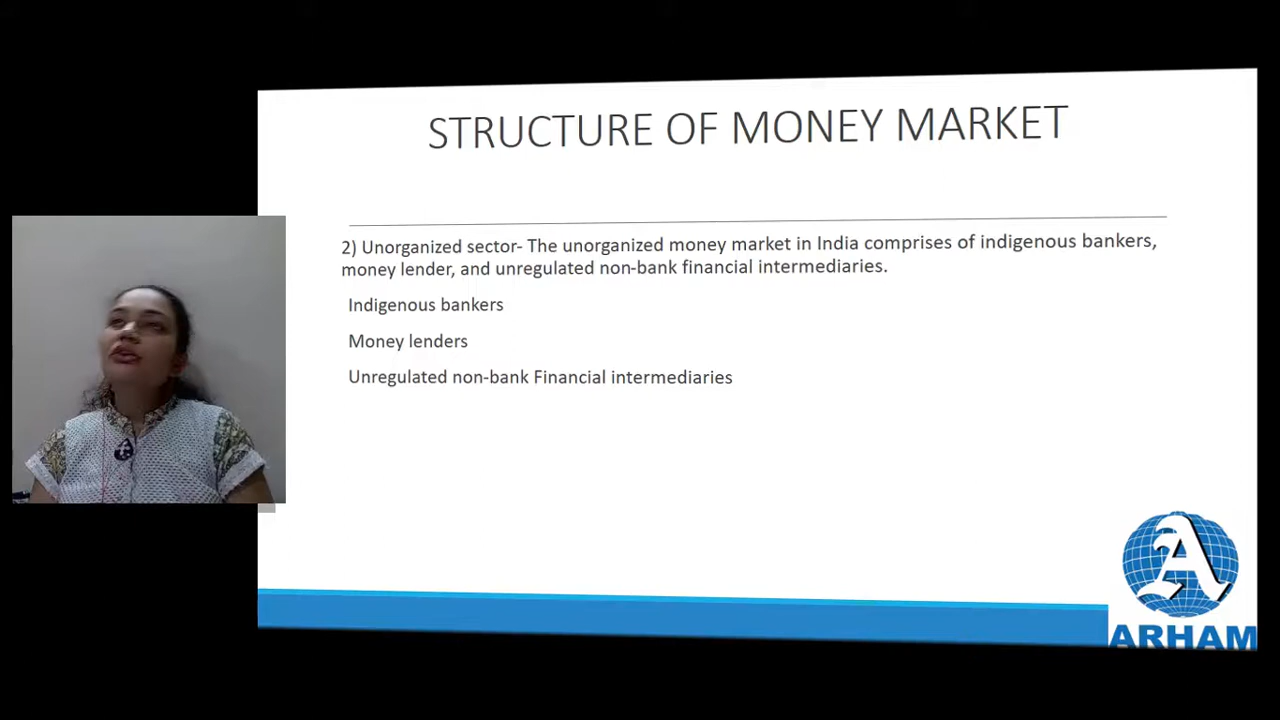 STRUCTURE OF MONEY MARKET
2) Unorganized sector- The unorganized money market in India comprises of indigenous bankers,
money lender, and unregulated non-bank financial intermediaries.
Indigenous bankers
Money lenders
Unregulated non-bank Financial intermediaries
A
ARHAM